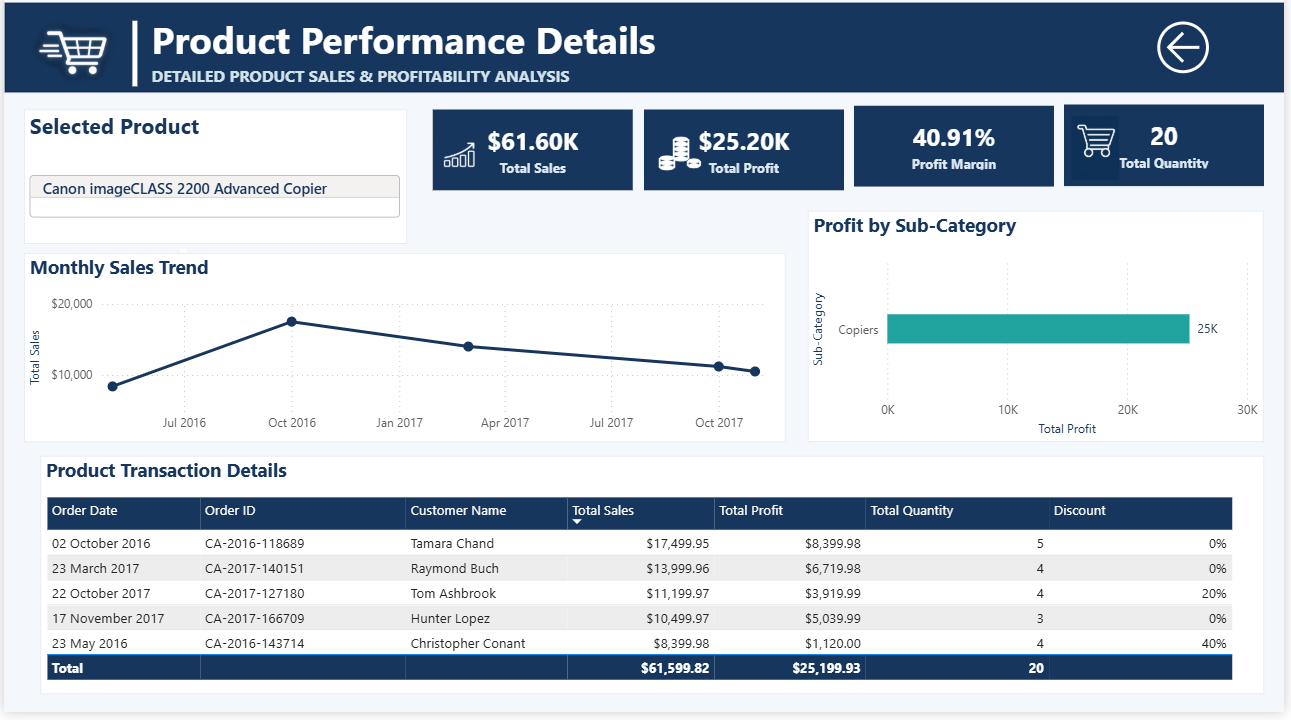 Product Performance Details
DETAILED PRODUCT SALES & PROFITABILITY ANALYSIS
Selected Product
Canon imageCLASS 2200 Advanced Copier
$61.60K
Total Sales
$25.20K
Total Profit
40.91%
Profit Margin
20
Total Quantity
Monthly Sales Trend
Total Sales
$20,000
$10,000
Jul 2016 Oct 2016 Jan 2017 Apr 2017 Jul 2017 Oct 2017
Profit by Sub-Category
Sub-Category
Copiers
25K
0K 10K 20K 30K
Total Profit
Product Transaction Details
Order Date Order ID Customer Name Total Sales Total Profit Total Quantity Discount
02 October 2016 CA-2016-118689 Tamara Chand $17,499.95 $8,399.98 5 0%
23 March 2017 CA-2017-140151 Raymond Buch $13,999.96 $6,719.98 4 0%
22 October 2017 CA-2017-127180 Tom Ashbrook $11,199.97 $3,919.99 4 20%
17 November 2017 CA-2017-166709 Hunter Lopez $10,499.97 $5,039.99 3 0%
23 May 2016 CA-2016-143714 Christopher Conant $8,399.98 $1,120.00 4 40%
Total $61,599.82 $25,199.93 20